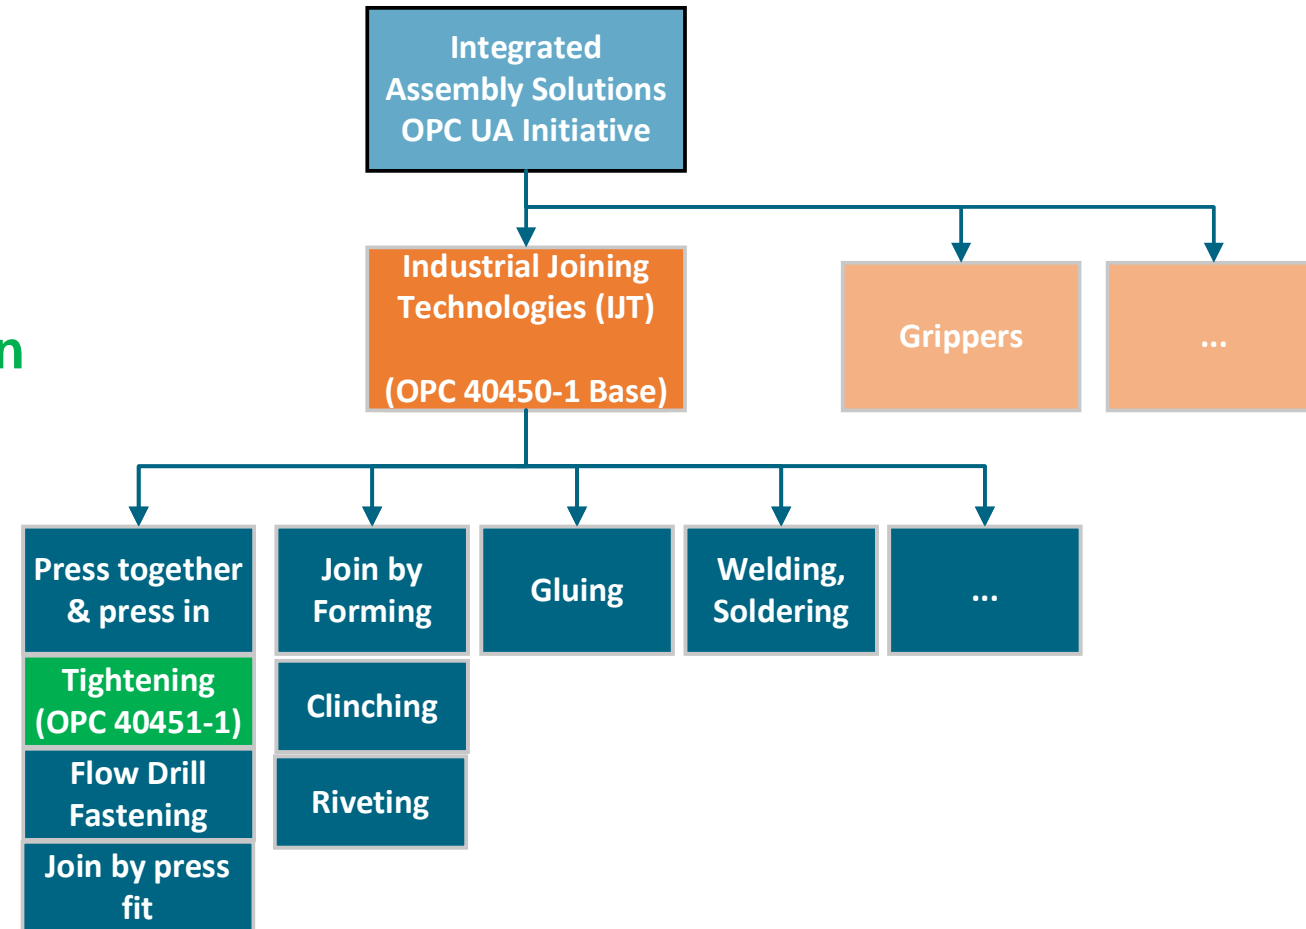 Integrated
Assembly Solutions
OPC UA Initiative
Industrial Joining
Technologies (IJT)
(OPC 40450-1 Base)
Grippers
...
n
Press together
& press in
Join by
Forming
Gluing
Welding,
Soldering
...
Tightening
(OPC 40451-1)
Clinching
Flow Drill
Fastening
Riveting
Join by press
fit